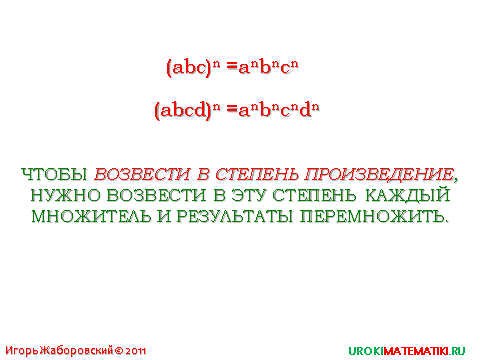 (abc)ⁿ =aⁿbⁿcⁿ
(abcd)ⁿ =aⁿbⁿcⁿdⁿ
ЧТОБЫ ВОЗВЕСТИ В СТЕПЕНЬ ПРОИЗВЕДЕНИЕ,
НУЖНО ВОЗВЕСТИ В ЭТУ СТЕПЕНЬ КАЖДЫЙ
МНОЖИТЕЛЬ И РЕЗУЛЬТАТЫ ПЕРЕМНОЖИТЬ.
Игорь Жаборовский © 2011
UROKIMATEMATIKI.RU